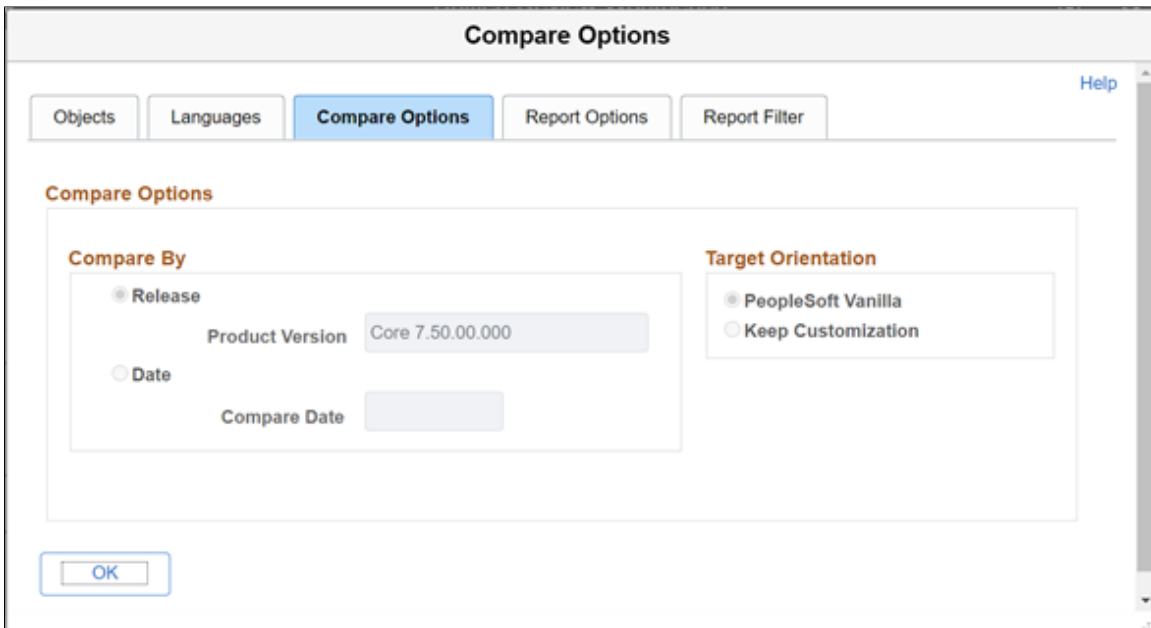 Compare Options
Help
Objects Languages Compare Options Report Options Report Filter
Compare Options
Compare By Target Orientation
Release PeopleSoft Vanilla
Product Version Core 7.50.00.000 Keep Customization
Date
Compare Date
OK